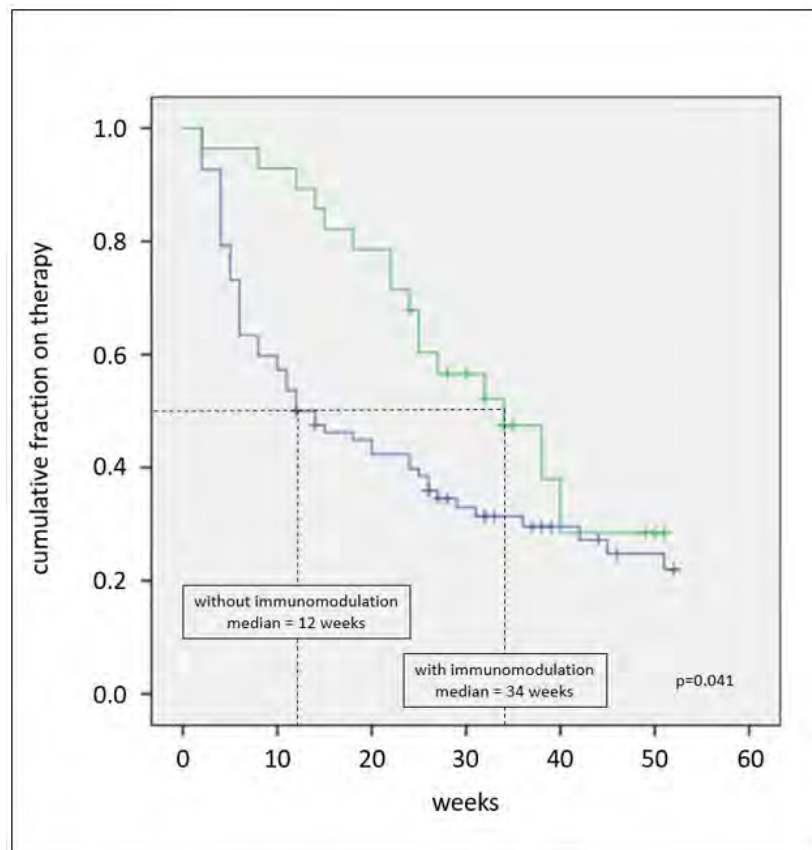 cumulative fraction on therapy
1.0
0.8
0.6
0.4
0.2
0.0
without immunomodulation
median = 12 weeks
with immunomodulation
median = 34 weeks
p=0.041
0 10 20 30 40 50 60
weeks